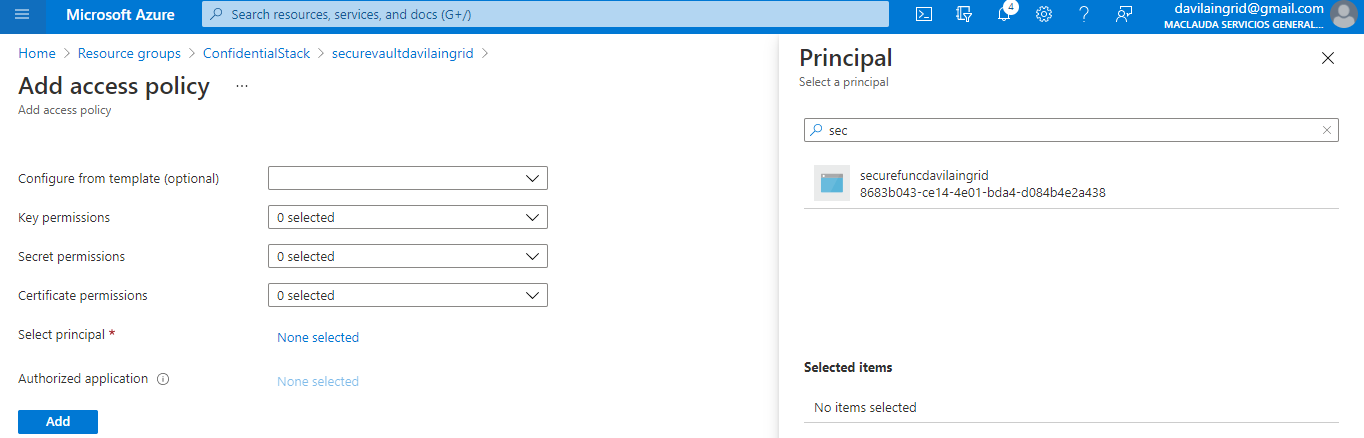 Microsoft Azure
Search resources, services, and docs (G+/)
4
davilaingrid@gmail.com
MACLAUDA SERVICIOS GENERAL...
Home > Resource groups > ConfidentialStack > securevaultdavilaingrid >
Add access policy ...
Add access policy
Configure from template (optional)
Key permissions 0 selected
Secret permissions 0 selected
Certificate permissions 0 selected
Select principal * None selected
Authorized application None selected
Add
Principal
Select a principal
sec
securefuncdavilaingrid
8683b043-ce14-4e01-bda4-d084b4e2a438
Selected items
No items selected